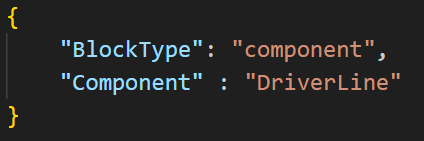 {
    "BlockType": "component",
    "Component" : "DriverLine"
}